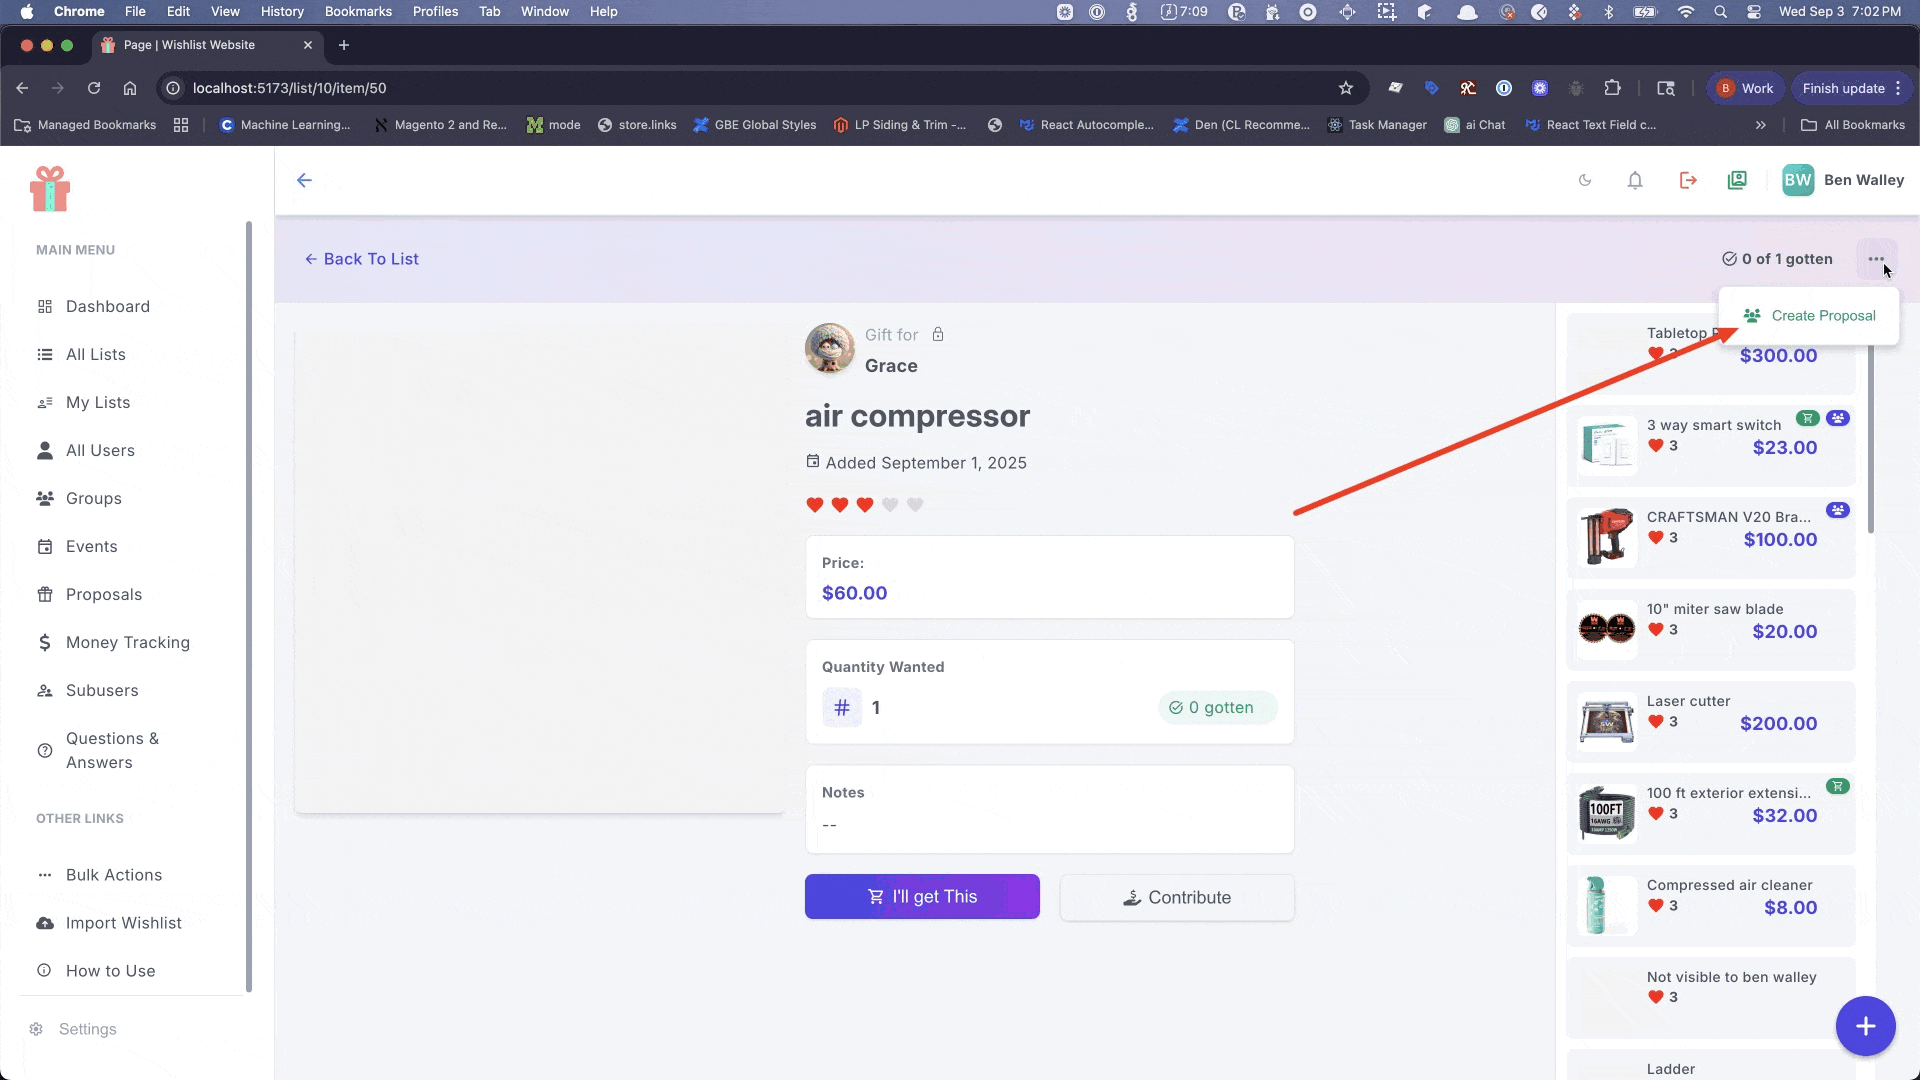 Chrome File Edit View History Bookmarks Profiles Tab Window Help 7:09 Wed Sep 3 7:02 PM
Page | Wishlist Website
localhost:5173/list/10/item/50
B Work
Finish update
Managed Bookmarks
Machine Learning...
Magento 2 and Re...
mode
store.links
GBE Global Styles
LP Siding & Trim -...
React Autocomple...
Den (CL Recomme...
Task Manager
ai Chat
React Text Field c...
All Bookmarks
BW Ben Walley
MAIN MENU
Dashboard
All Lists
My Lists
All Users
Groups
Events
Proposals
Money Tracking
Subusers
Questions &
Answers
OTHER LINKS
Bulk Actions
Import Wishlist
How to Use
Settings
Back To List
0 of 1 gotten
Create Proposal
Gift for
Grace
air compressor
Added September 1, 2025
Price:
$60.00
Quantity Wanted
# 1
0 gotten
Notes
--
I'll get This
Contribute
Tabletop
$300.00
3 way smart switch
3 $23.00
CRAFTSMAN V20 Bra...
3 $100.00
10" miter saw blade
3 $20.00
Laser cutter
3 $200.00
100 ft exterior extensi...
3 $32.00
100FT
16AWG
Compressed air cleaner
3 $8.00
Not visible to ben walley
3
Ladder